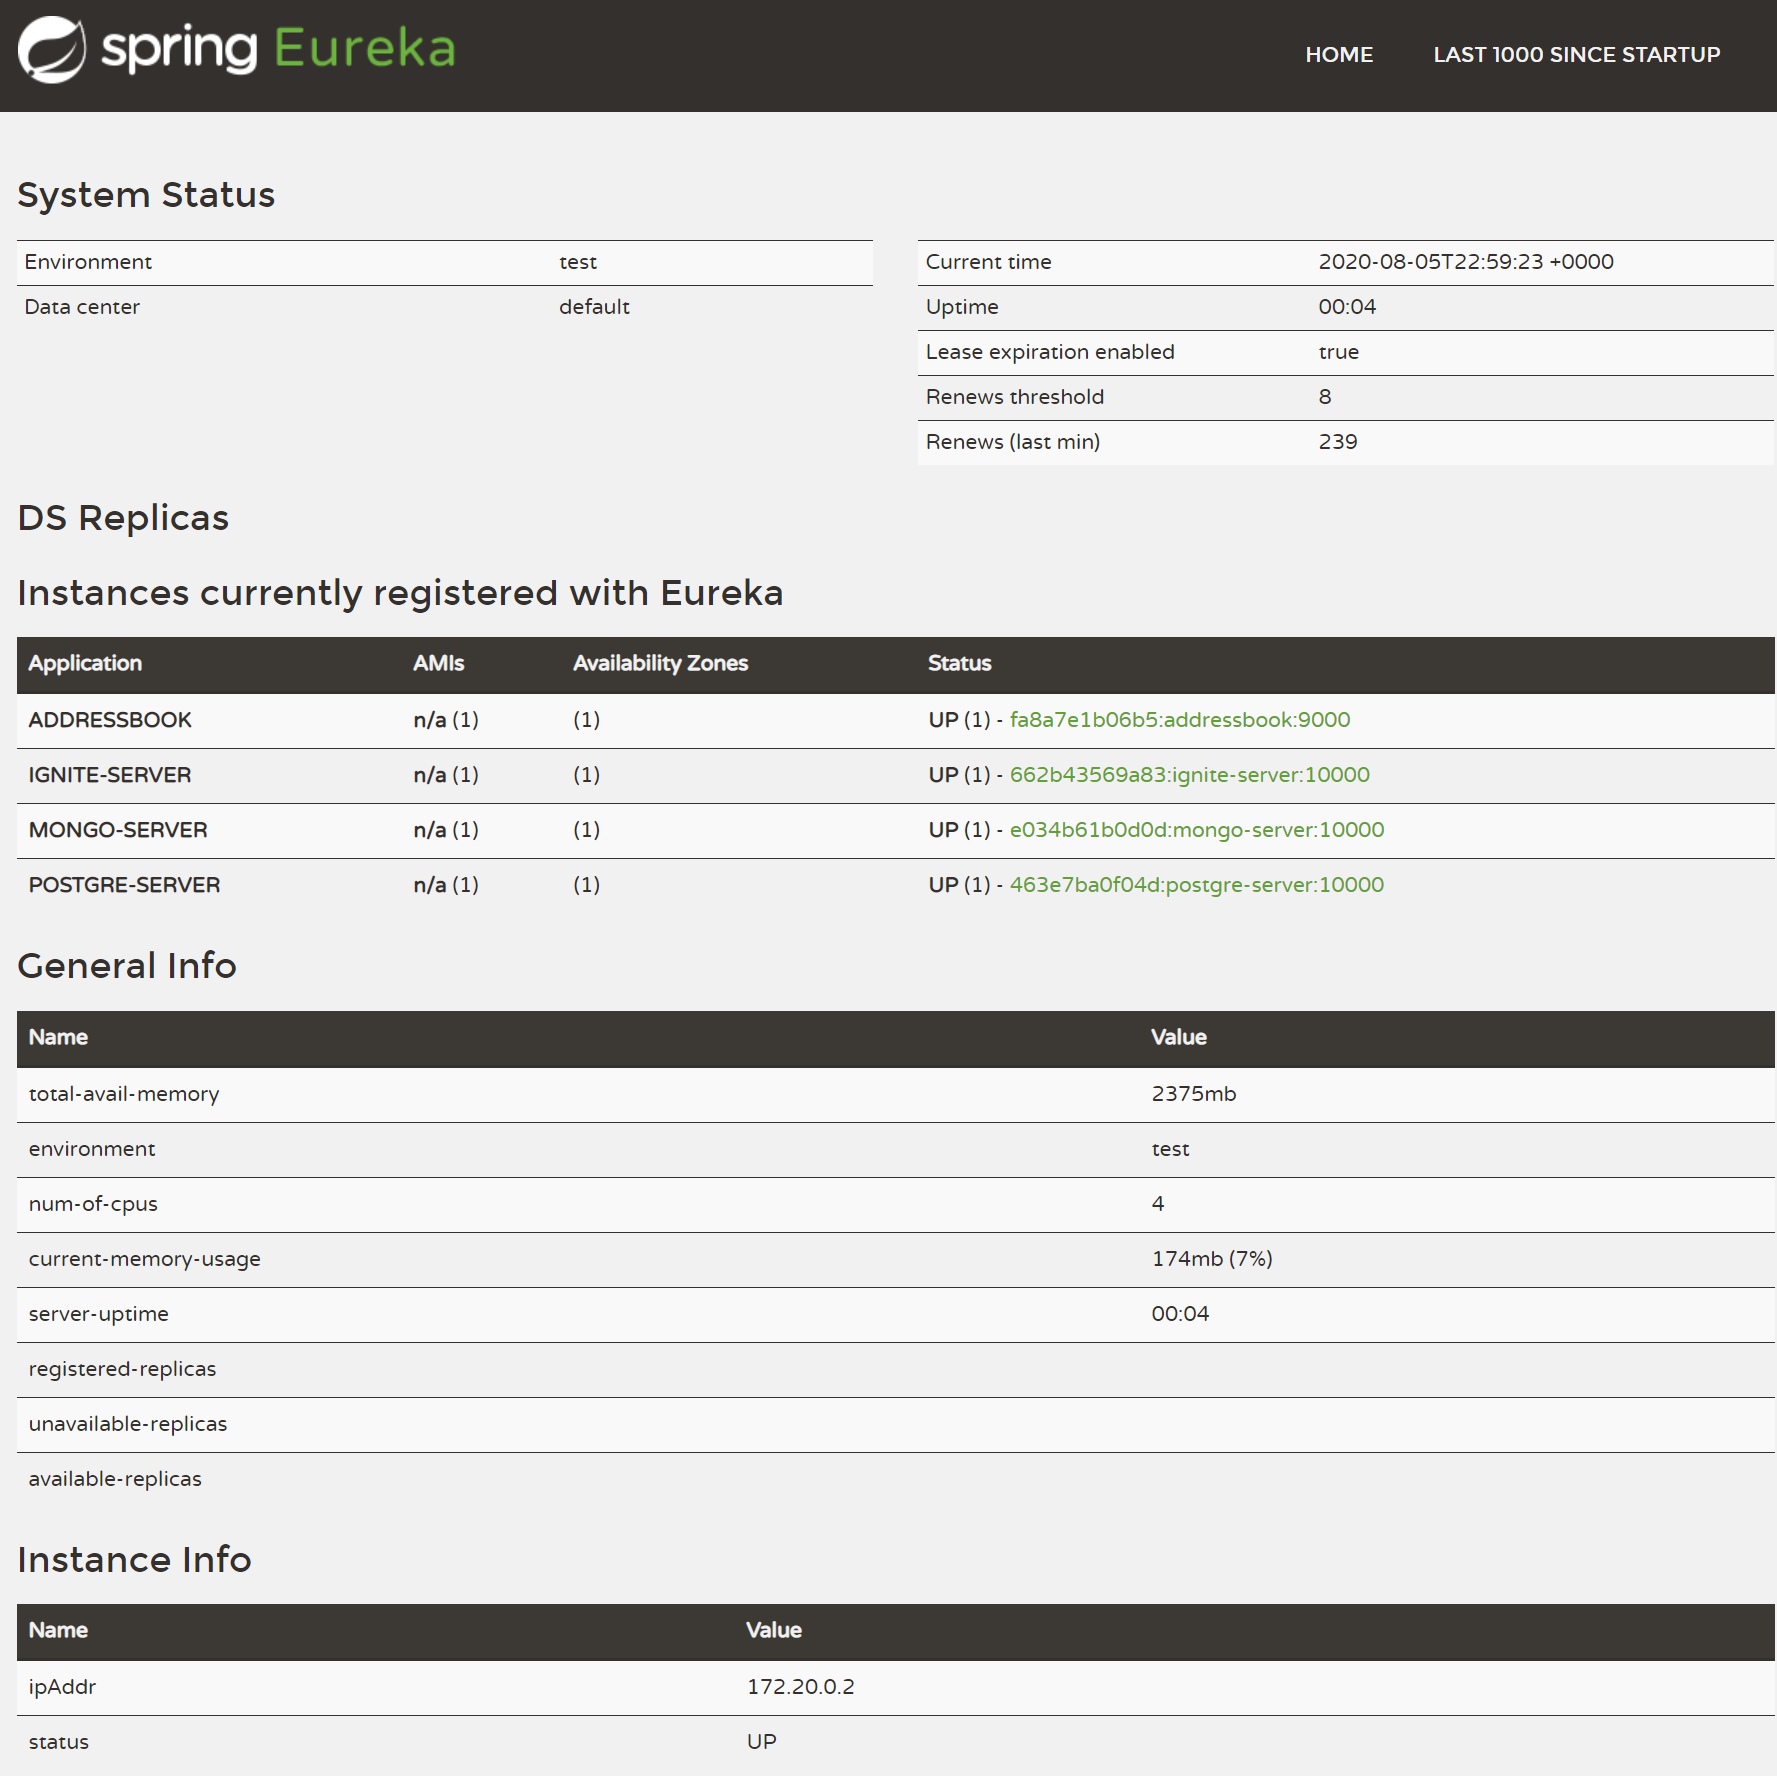 spring Eureka
HOME LAST 1000 SINCE STARTUP
System Status
Environment test
Data center default
Current time 2020-08-05T22:59:23 +0000
Uptime 00:04
Lease expiration enabled true
Renews threshold 8
Renews (last min) 239
DS Replicas
Instances currently registered with Eureka
Application AMIs Availability Zones Status
ADDRESSBOOK n/a (1) (1) UP (1) - fa8a7e1b06b5:addressbook:9000
IGNITE-SERVER n/a (1) (1) UP (1) - 662b43569a83:ignite-server:10000
MONGO-SERVER n/a (1) (1) UP (1) - e034b61b0d0d:mongo-server:10000
POSTGRE-SERVER n/a (1) (1) UP (1) - 463e7ba0f04d:postgre-server:10000
General Info
Name Value
total-avail-memory 2375mb
environment test
num-of-cpus 4
current-memory-usage 174mb (7%)
server-uptime 00:04
registered-replicas
unavailable-replicas
available-replicas
Instance Info
Name Value
ipAddr 172.20.0.2
status UP